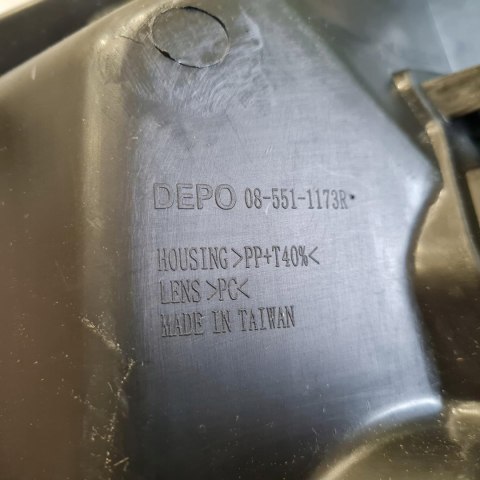 DEPO 08-551-1173R
HOUSING >PP+T40%<
LENS >PC<
MADE IN TAIWAN